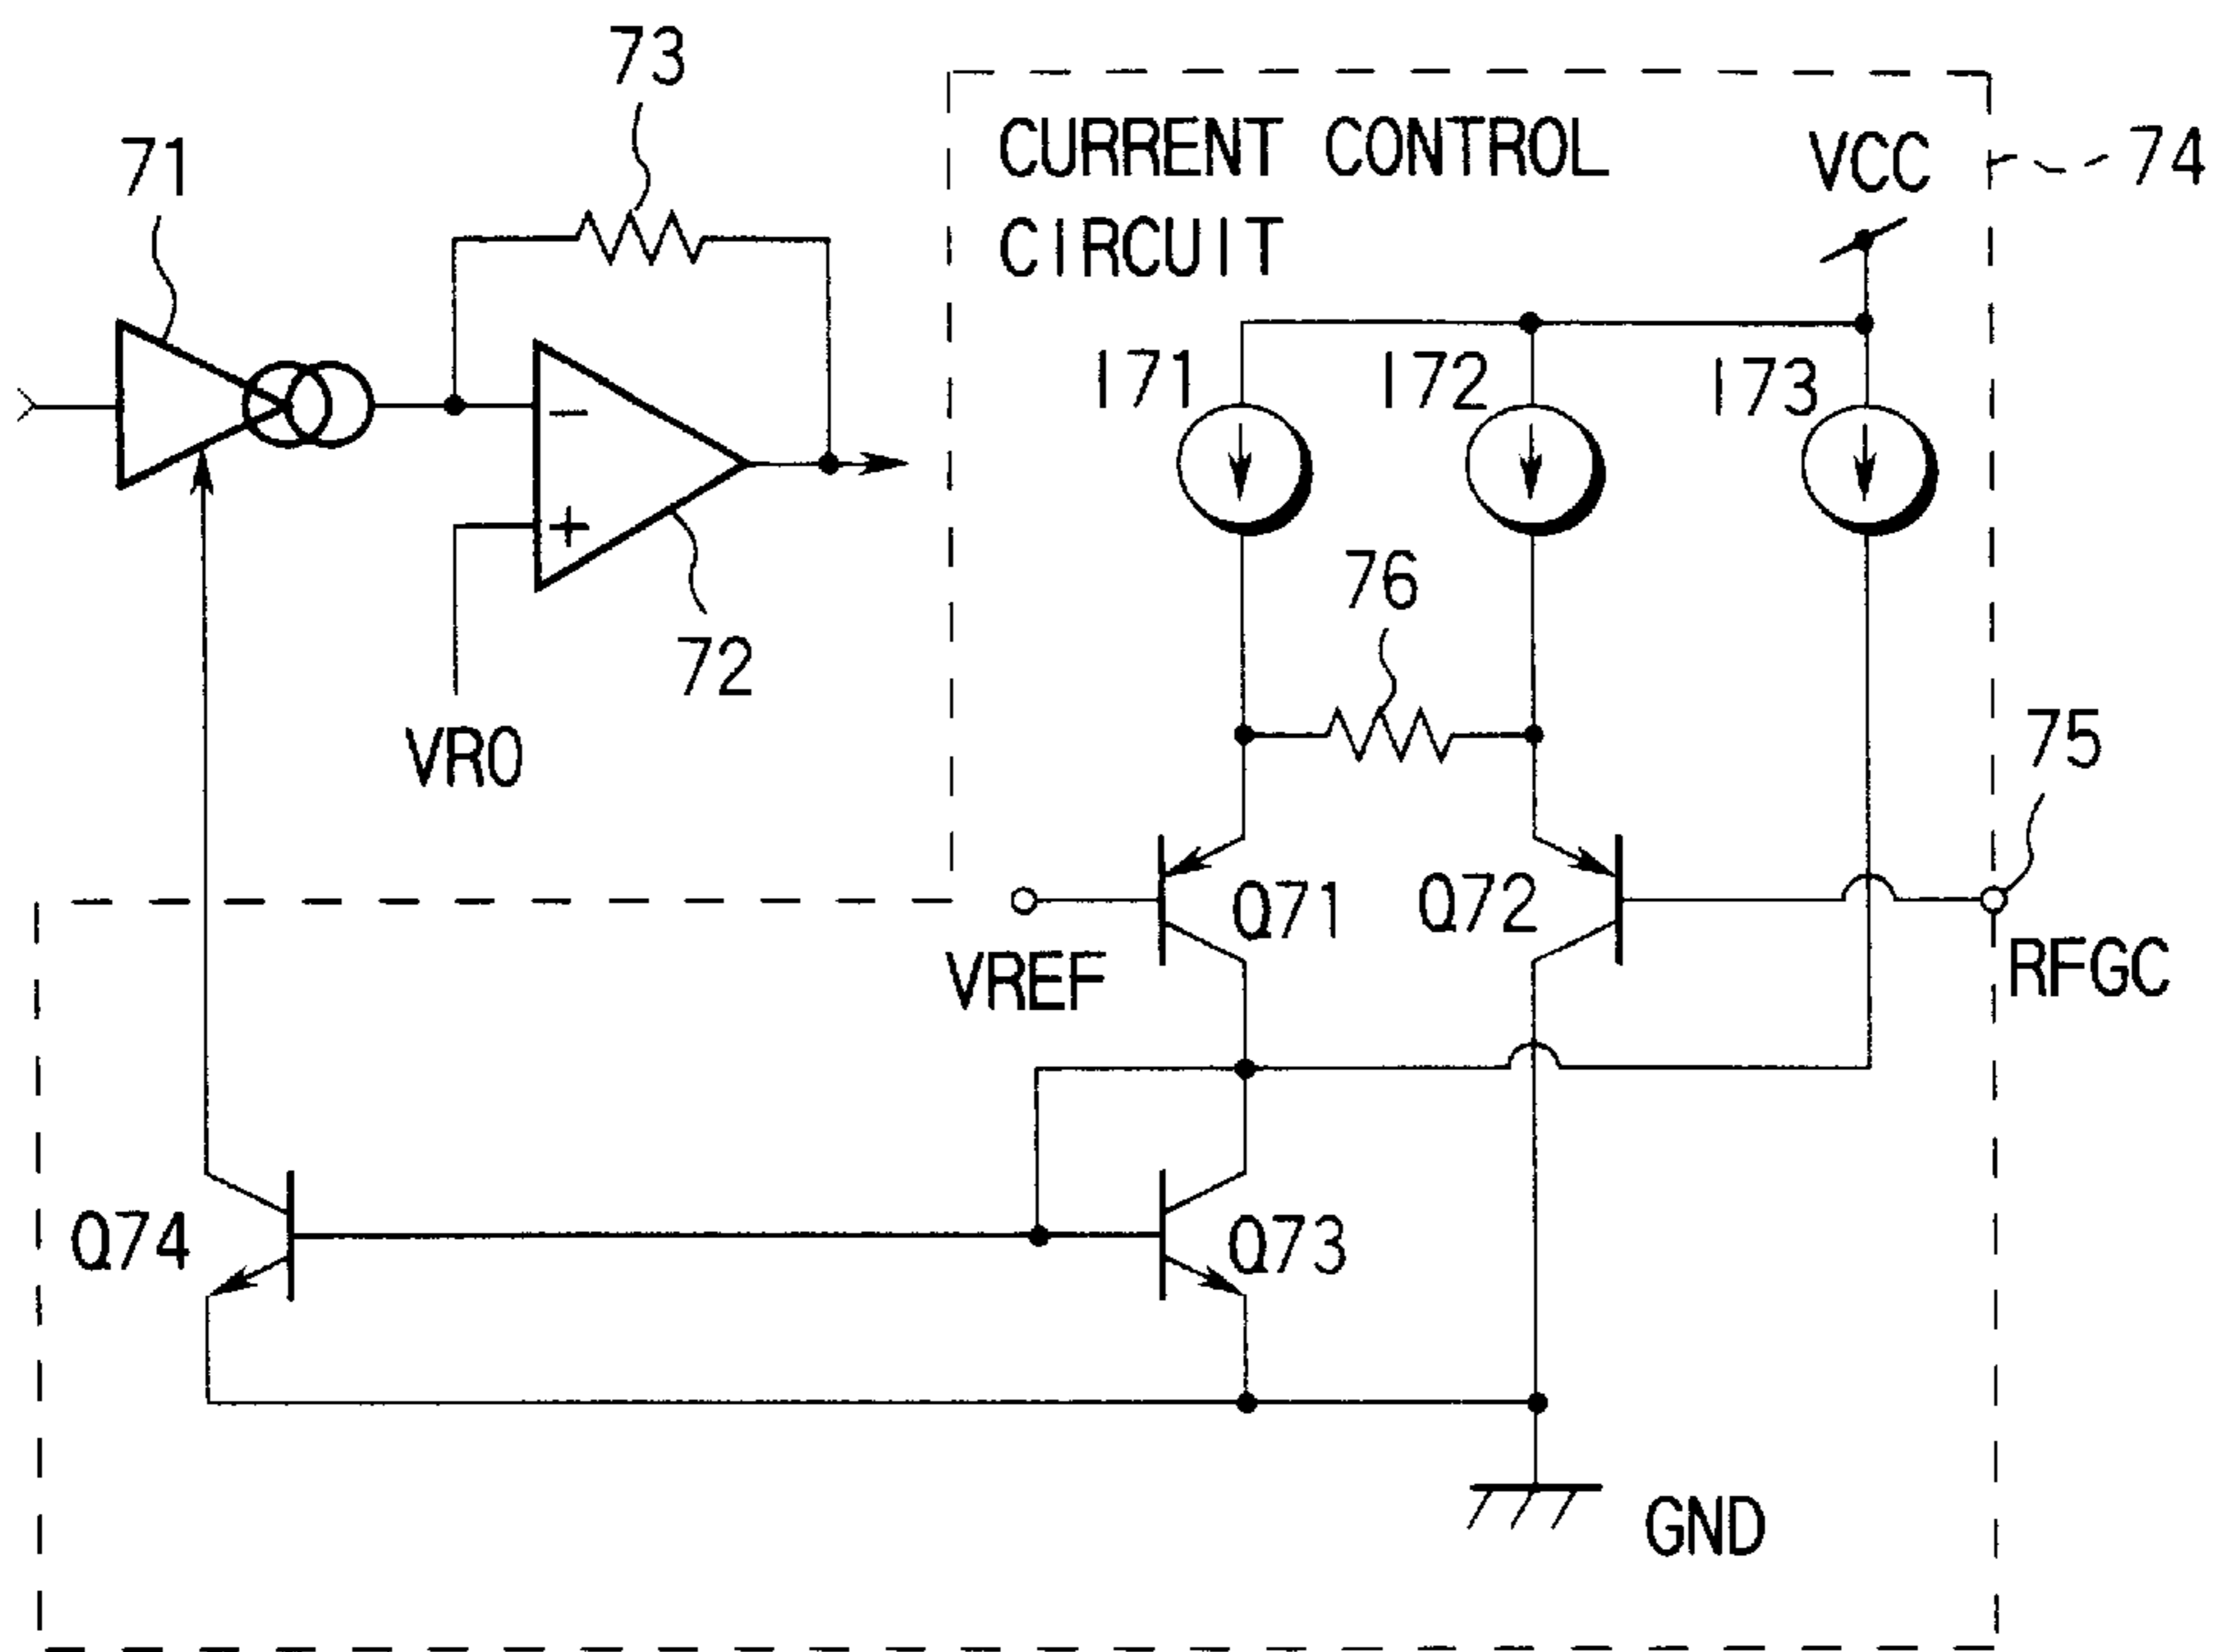 73
71
CURRENT CONTROL
CIRCUIT
VCC
74
I71
I72
I73
−
+
76
72
VR0
75
Q71
Q72
VREF
RFGC
Q74
Q73
GND